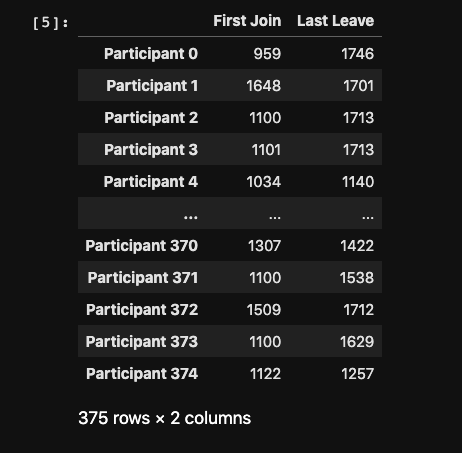 [5]: First Join Last Leave
Participant 0 959 1746
Participant 1 1648 1701
Participant 2 1100 1713
Participant 3 1101 1713
Participant 4 1034 1140
... ... ...
Participant 370 1307 1422
Participant 371 1100 1538
Participant 372 1509 1712
Participant 373 1100 1629
Participant 374 1122 1257
375 rows × 2 columns